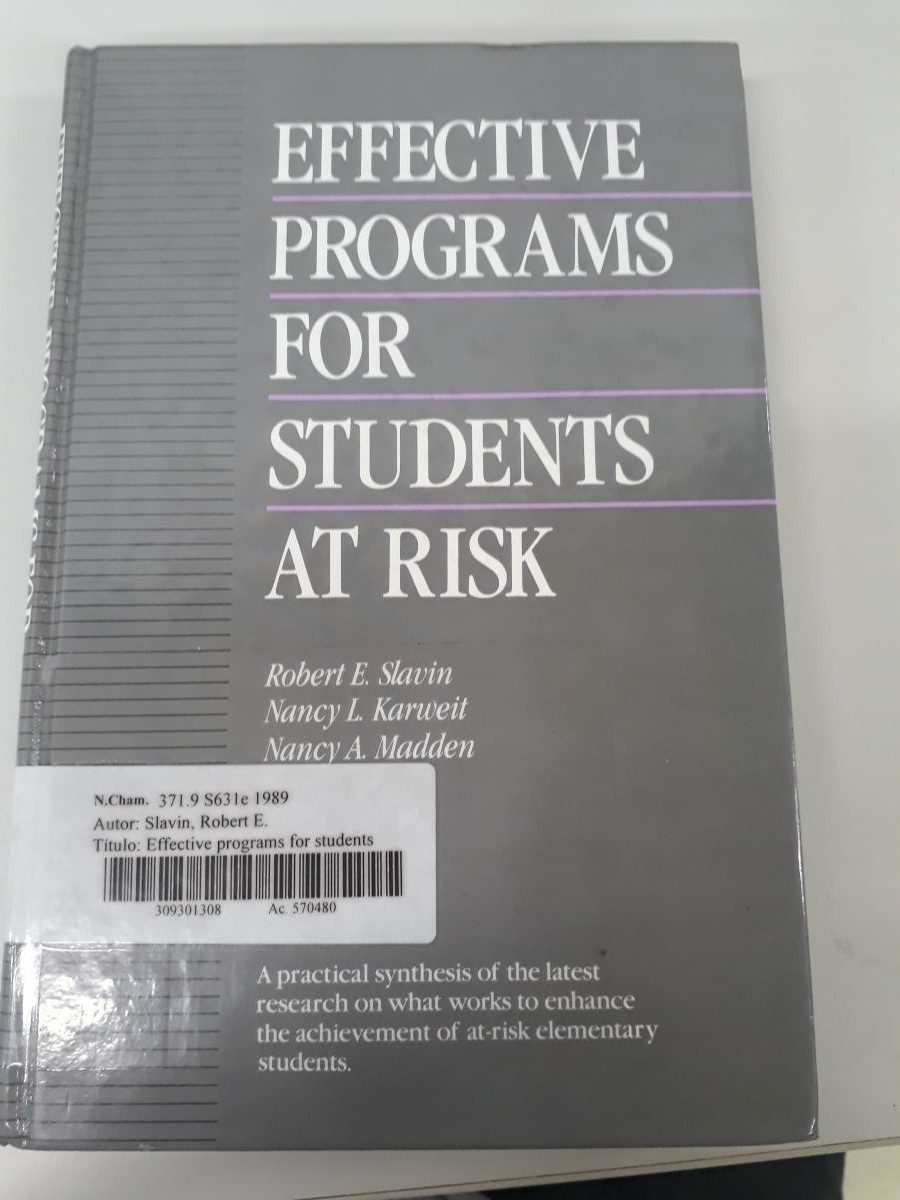 EFFECTIVE
PROGRAMS
FOR
STUDENTS
AT RISK
Robert E. Slavin
Nancy L. Karweit
Nancy A. Madden
N.Cham. 371.9 S631e 1989
Autor: Slavin, Robert E.
Título: Effective programs for students
309301308 Ac. 570480
A practical synthesis of the latest
research on what works to enhance
the achievement of at-risk elementary
students.